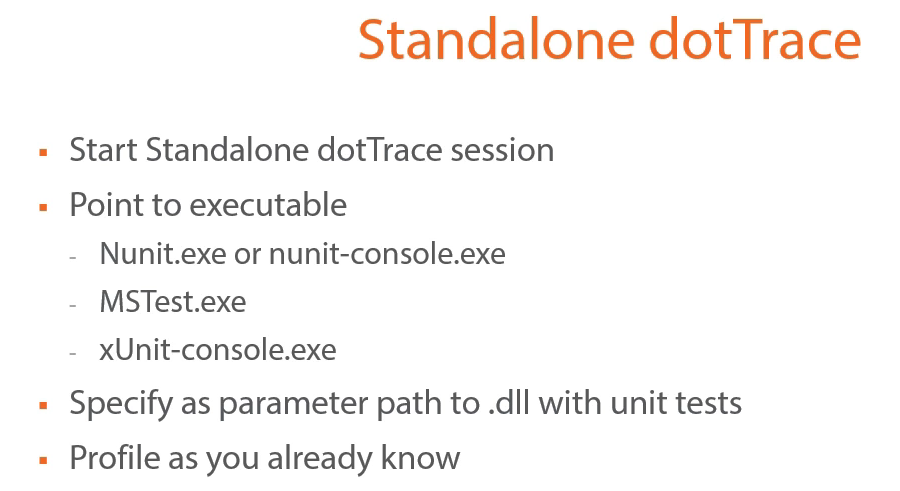 Standalone dotTrace
▪ Start Standalone dotTrace session
▪ Point to executable
- Nunit.exe or nunit-console.exe
- MSTest.exe
- xUnit-console.exe
▪ Specify as parameter path to .dll with unit tests
▪ Profile as you already know